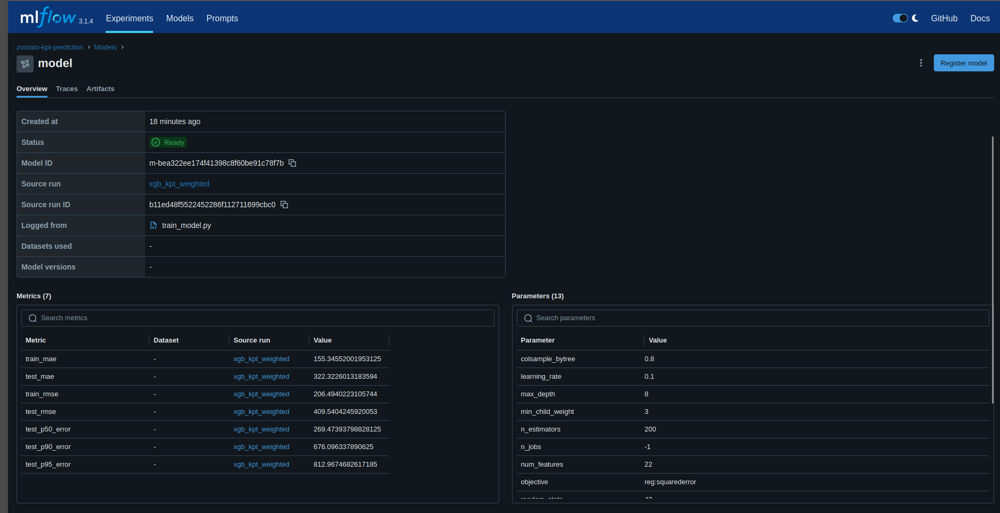 mlflow 3.1.4 Experiments Models Prompts GitHub Docs
zomato-kpt-prediction › Models ›
model
Register model
Overview Traces Artifacts
Created at 18 minutes ago
Status Ready
Model ID m-bea322ee174f41398c8f60be91c78f7b
Source run xgb_kpt_weighted
Source run ID b11ed48f5522452286f112711699cbc0
Logged from train_model.py
Datasets used -
Model versions -
Metrics (7)
Search metrics
Metric Dataset Source run Value
train_mae - xgb_kpt_weighted 155.34552001953125
test_mae - xgb_kpt_weighted 322.3226013183594
train_rmse - xgb_kpt_weighted 206.4940223105744
test_rmse - xgb_kpt_weighted 409.5404245920053
test_p50_error - xgb_kpt_weighted 269.47393798828125
test_p90_error - xgb_kpt_weighted 676.096337890625
test_p95_error - xgb_kpt_weighted 812.9674682617185
Parameters (13)
Search parameters
Parameter Value
colsample_bytree 0.8
learning_rate 0.1
max_depth 8
min_child_weight 3
n_estimators 200
n_jobs -1
num_features 22
objective reg:squarederror
random_state 42